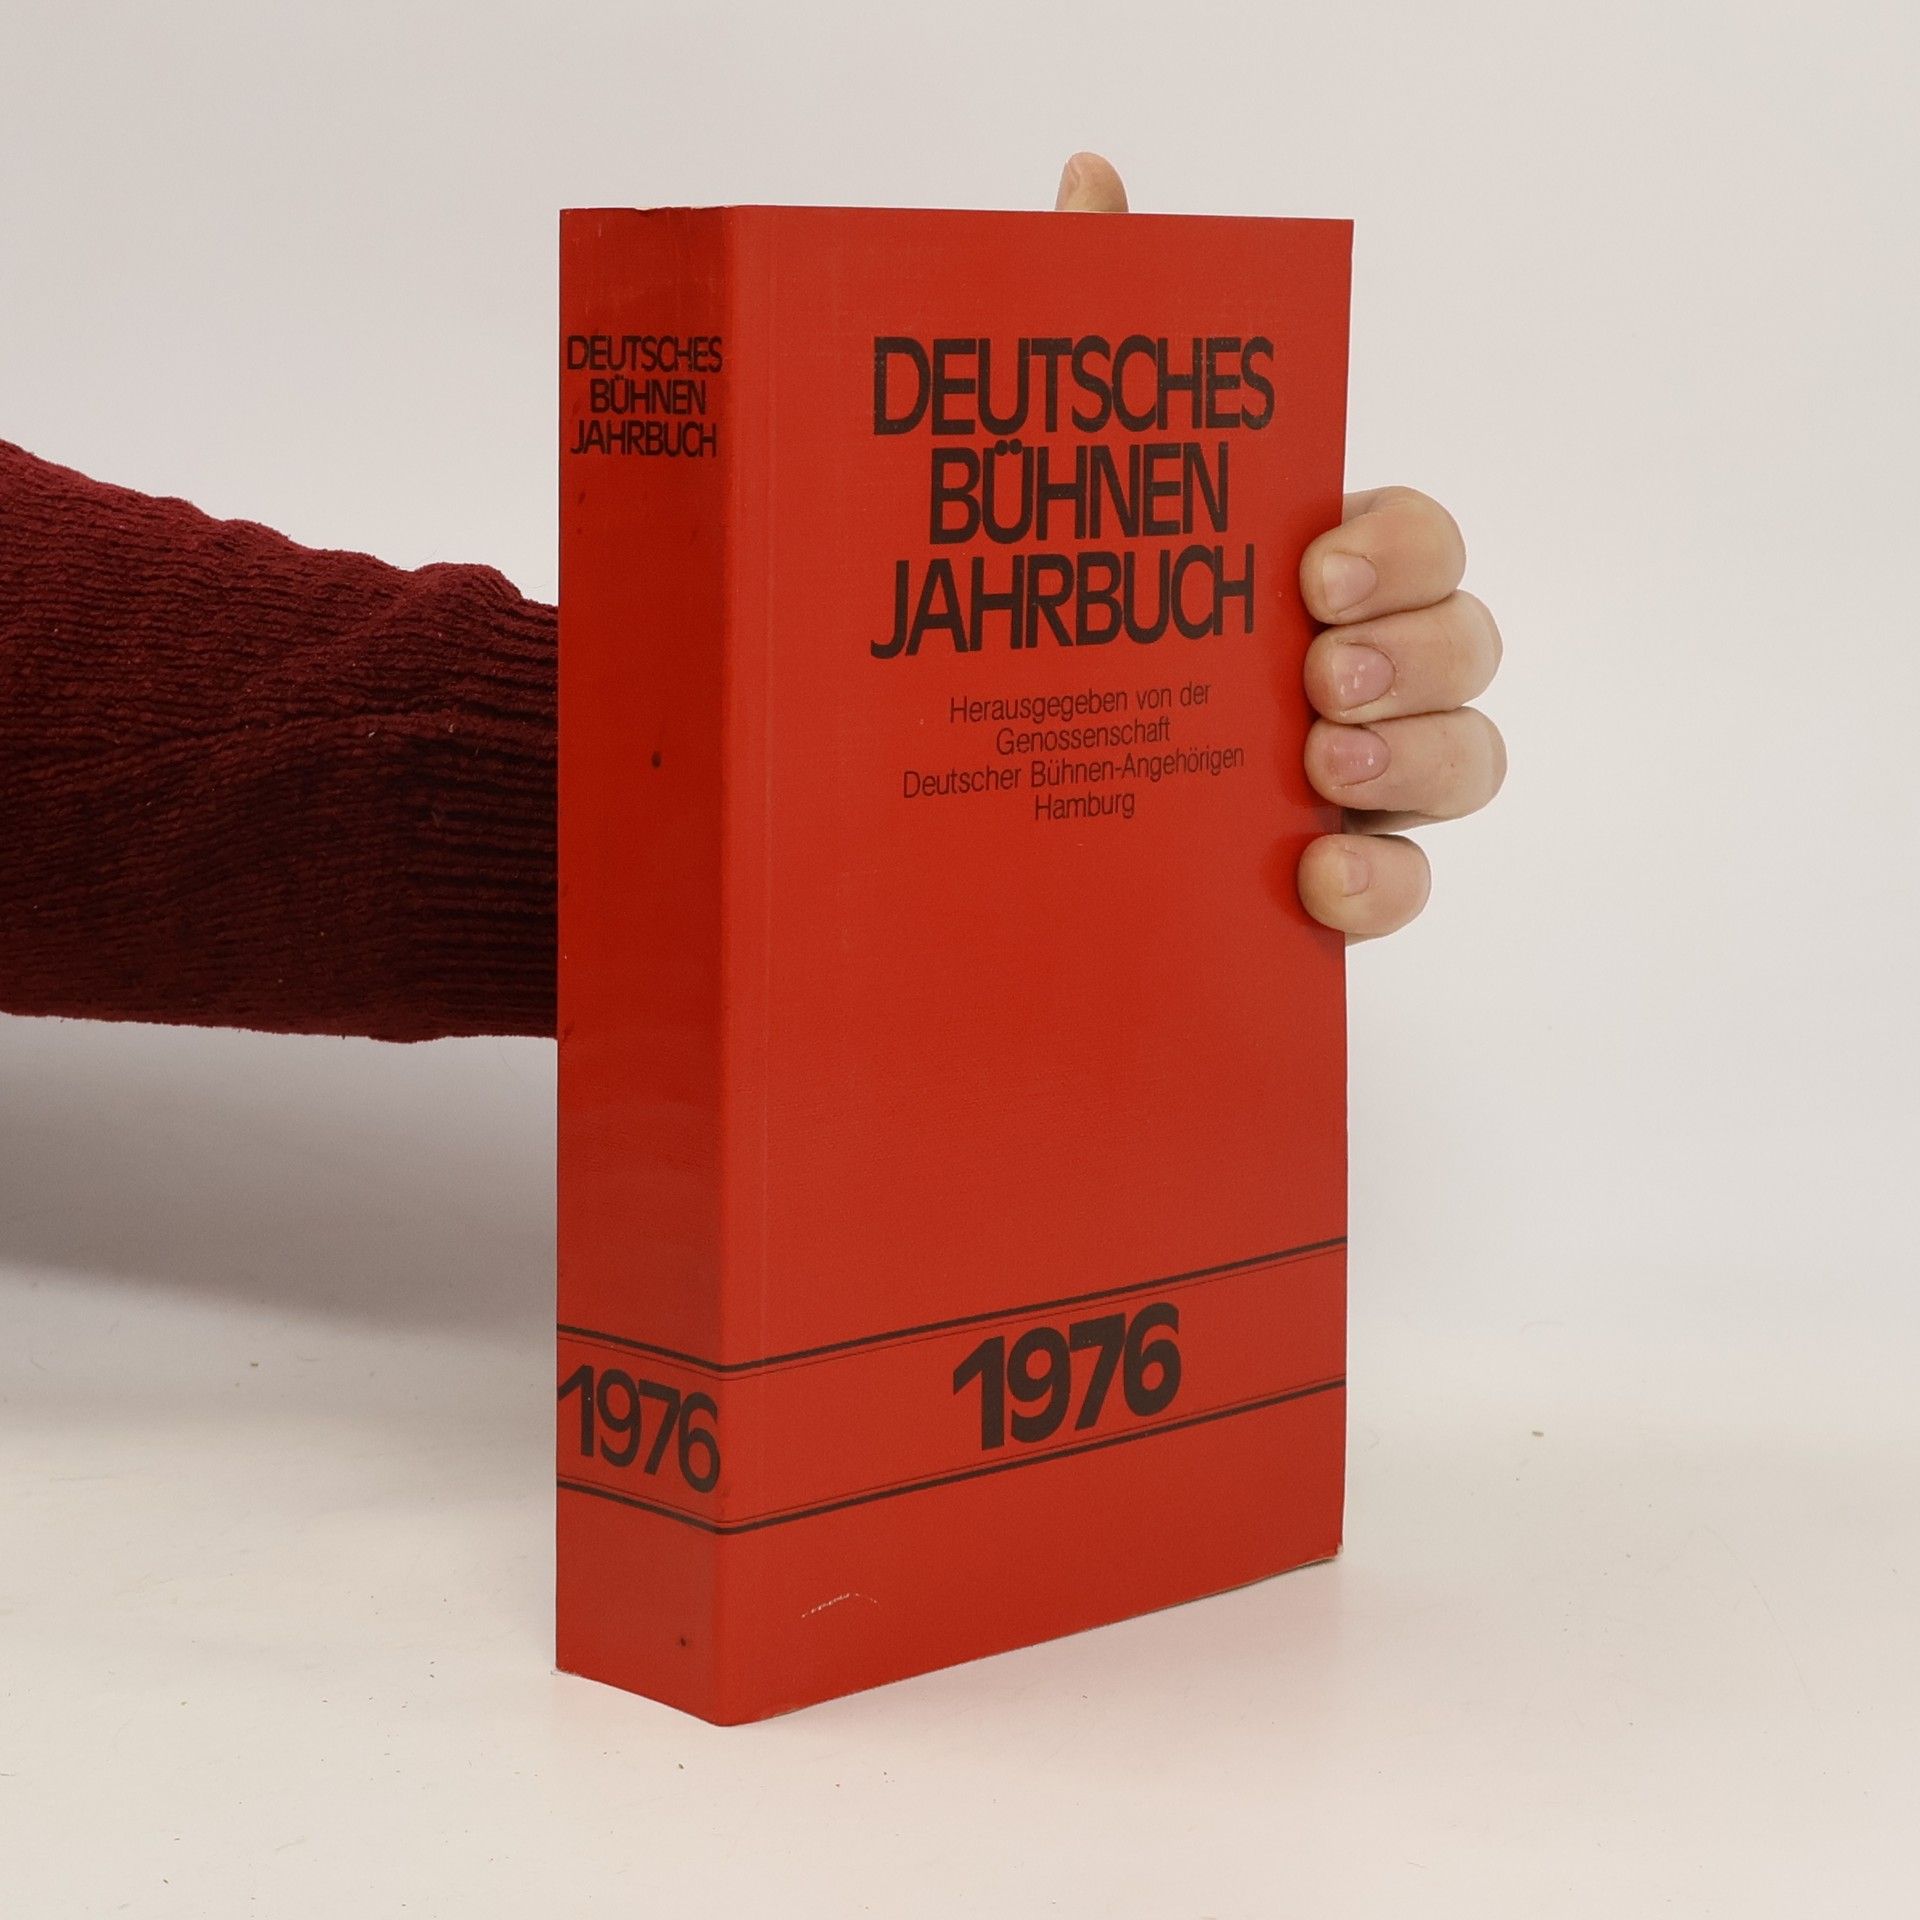 DEUTSCHES
BÜHNEN
JAHRBUCH
1976
DEUTSCHES
BÜHNEN
JAHRBUCH
Herausgegeben von der
Genossenschaft
Deutscher Bühnen-Angehörigen
Hamburg
1976